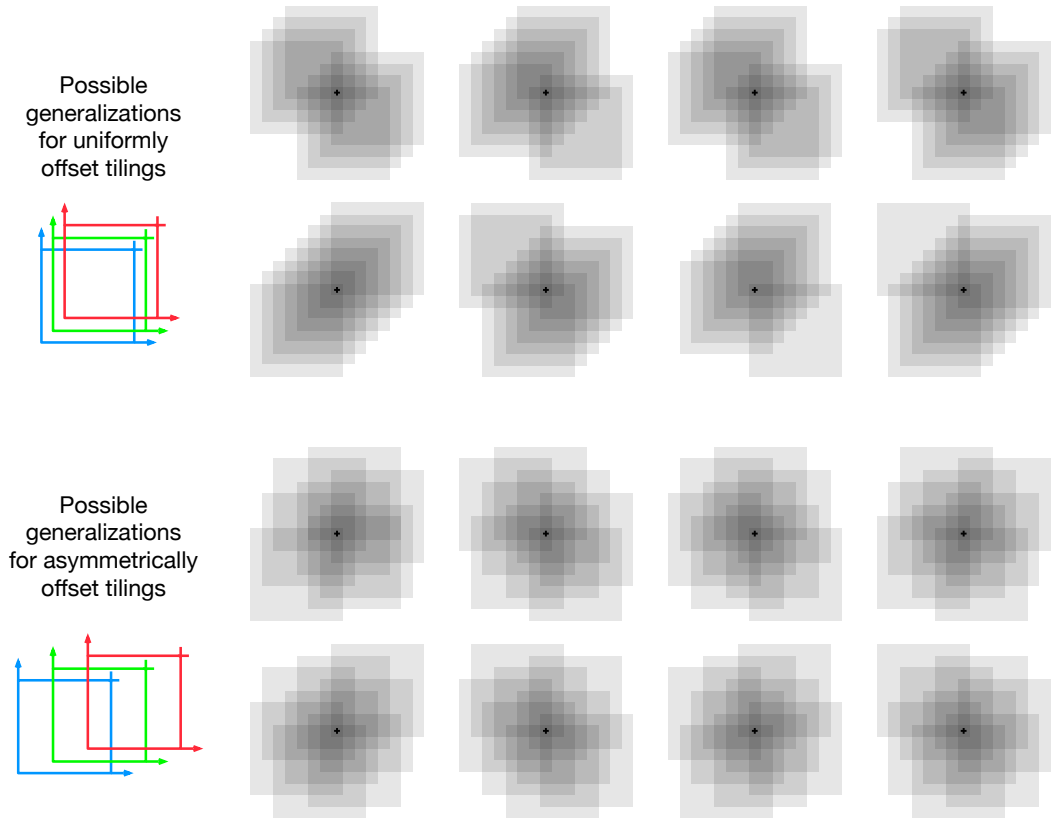 Possible
generalizations
for uniformly
offset tilings
Possible
generalizations
for asymmetrically
offset tilings